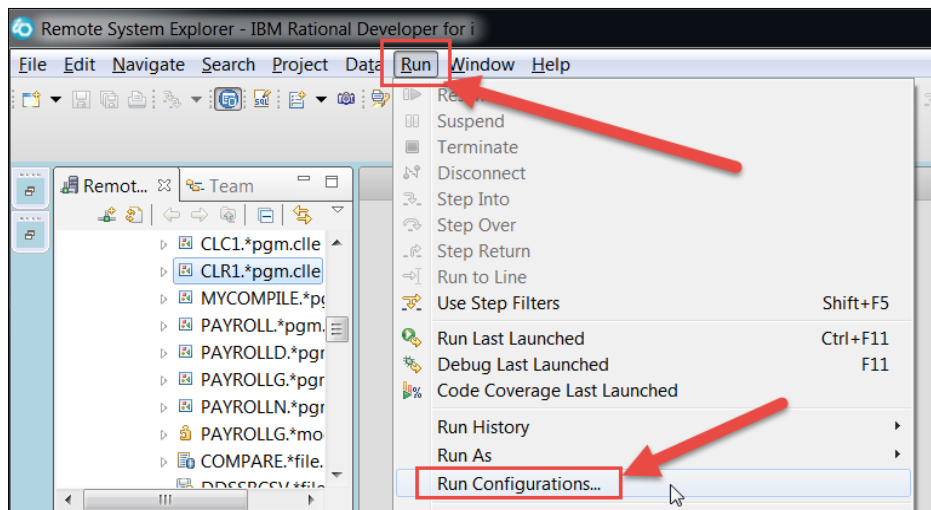 Remote System Explorer - IBM Rational Developer for i
File Edit Navigate Search Project Data Run Window Help
Suspend
Terminate
Disconnect
Step Into
Step Over
Step Return
Run to Line
Use Step Filters Shift+F5
Run Last Launched Ctrl+F11
Debug Last Launched F11
Code Coverage Last Launched
Run History
Run As
Run Configurations...
Remot... Team
CLC1.*pgm.clle
CLR1.*pgm.clle
MYCOMPILE.*pg
PAYROLL.*pgm.
PAYROLLD.*pgr
PAYROLLG.*pgr
PAYROLLN.*pgr
PAYROLLG.*mo
COMPARE.*file.